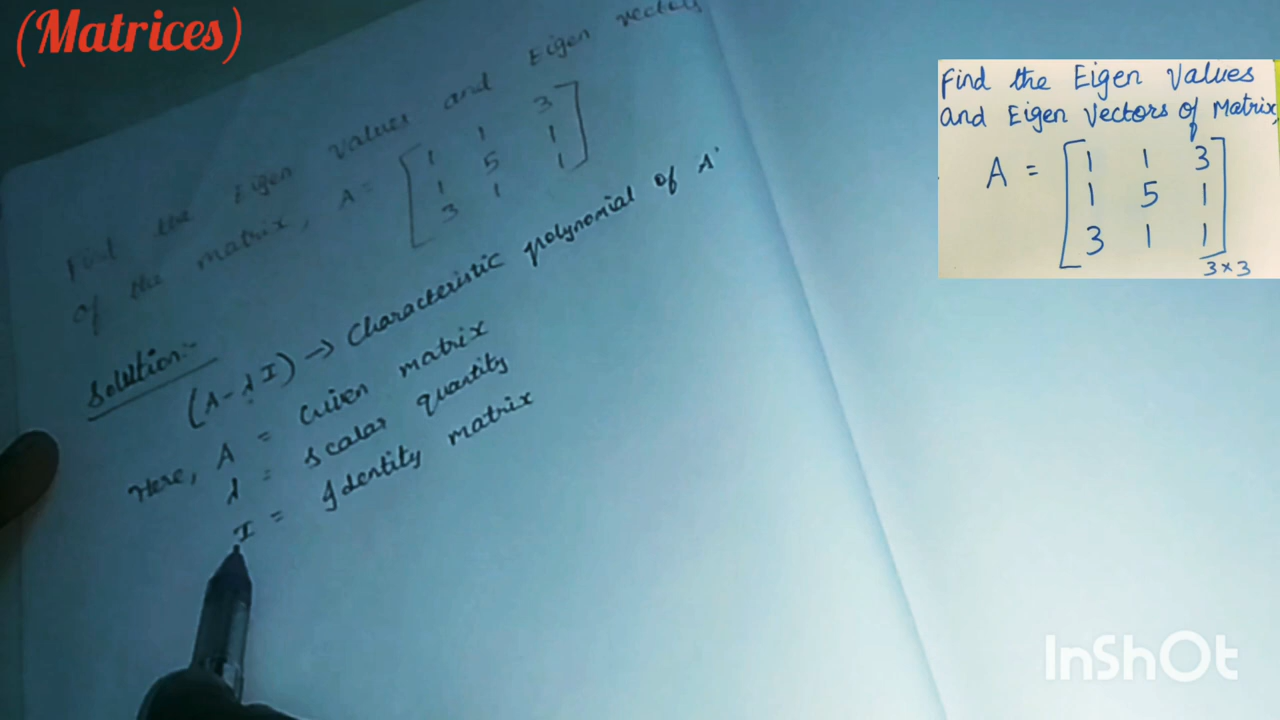 (Matrices)
Find the Eigen values and Eigen vectors
of the matrix, A = [1 1 3
1 5 1
3 1 1]
Solution:-
(A-λI) → Characteristic polynomial of A'
Here, A = Given matrix
λ = scalar quantity
I = Identity matrix
Find the Eigen Values
and Eigen Vectors of Matrix,
A = [1 1 3
1 5 1
3 1 1]
3×3
InShOt